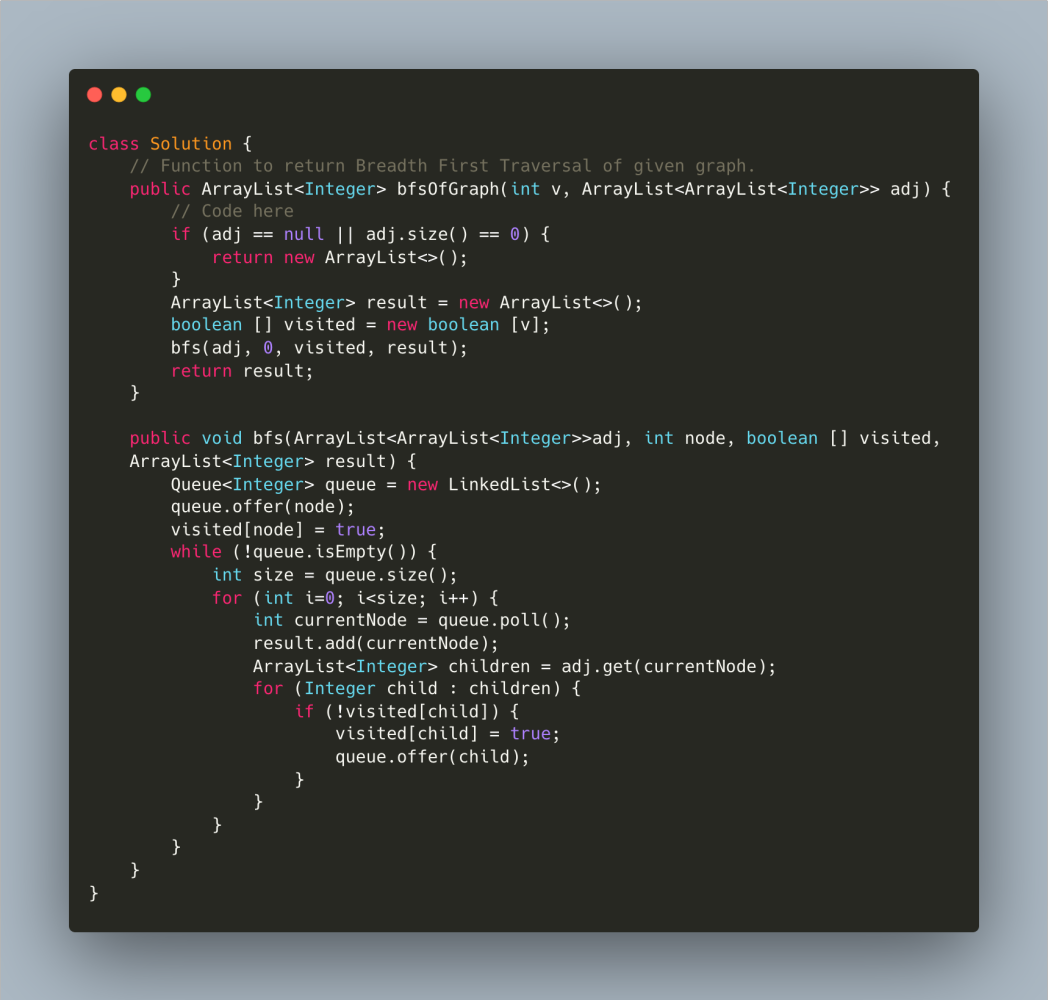 class Solution {
    // Function to return Breadth First Traversal of given graph.
    public ArrayList<Integer> bfsOfGraph(int v, ArrayList<ArrayList<Integer>> adj) {
        // Code here
        if (adj == null || adj.size() == 0) {
            return new ArrayList<>();
        }
        ArrayList<Integer> result = new ArrayList<>();
        boolean [] visited = new boolean [v];
        bfs(adj, 0, visited, result);
        return result;
    }

    public void bfs(ArrayList<ArrayList<Integer>>adj, int node, boolean [] visited,
    ArrayList<Integer> result) {
        Queue<Integer> queue = new LinkedList<>();
        queue.offer(node);
        visited[node] = true;
        while (!queue.isEmpty()) {
            int size = queue.size();
            for (int i=0; i<size; i++) {
                int currentNode = queue.poll();
                result.add(currentNode);
                ArrayList<Integer> children = adj.get(currentNode);
                for (Integer child : children) {
                    if (!visited[child]) {
                        visited[child] = true;
                        queue.offer(child);
                    }
                }
            }
        }
    }
}